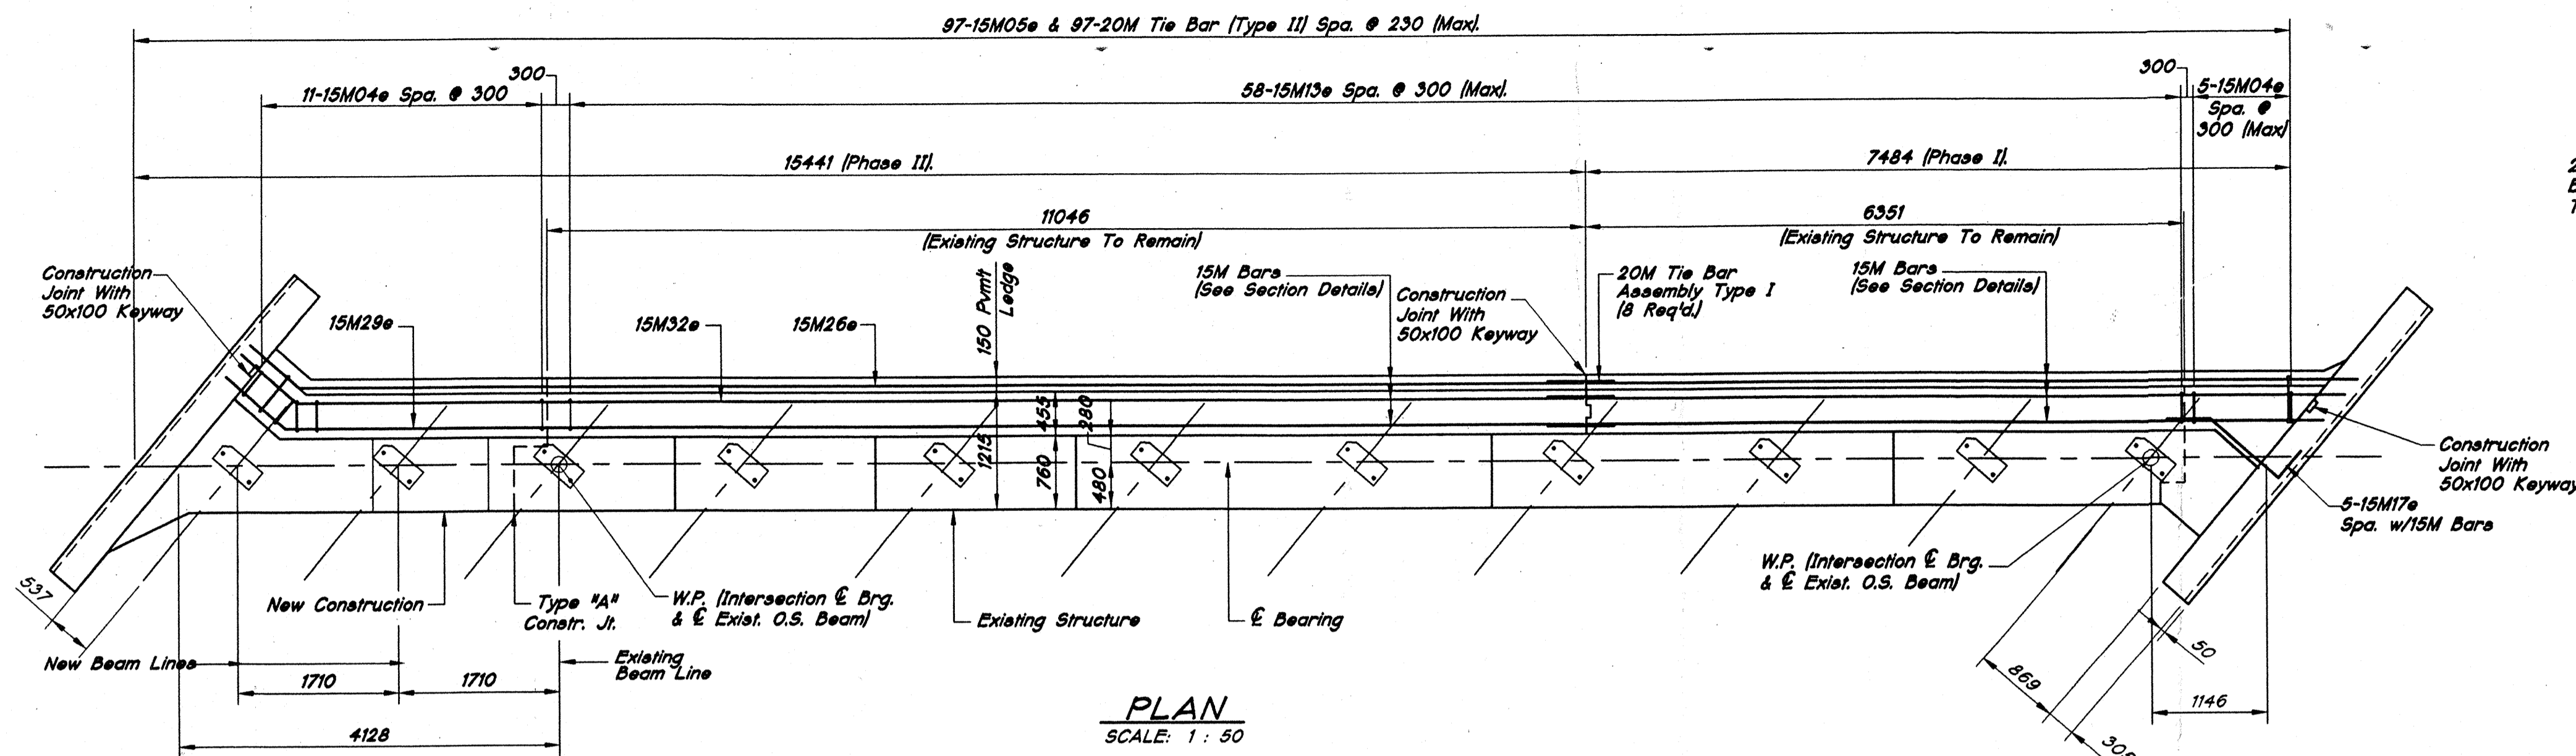 97-15M05e & 97-20M Tie Bar (Type II) Spa. @ 230 (Max).
300
11-15M04e Spa. @ 300
58-15M13e Spa. @ 300 (Max).
300
5-15M04e
Spa. @
300 (Max)
15441 (Phase II).
7484 (Phase I).
11046
(Existing Structure To Remain)
6351
(Existing Structure To Remain)
Construction
Joint With
50x100 Keyway
15M29e
15M32e
15M26e
150 Pvm't
Ledge
15M Bars
(See Section Details)
Construction
Joint With
50x100 Keyway
20M Tie Bar
Assembly Type I
(8 Req'd.)
15M Bars
(See Section Details)
455
280
1215
760
480
Construction
Joint With
50x100 Keyway
5-15M17e
Spa. w/15M Bars
537
New Construction
Type "A"
Constr. Jt.
W.P. (Intersection ℄ Brg.
& ℄ Exist. O.S. Beam)
Existing Structure
℄ Bearing
W.P. (Intersection ℄ Brg.
& ℄ Exist. O.S. Beam)
New Beam Lines
Existing
Beam Line
1710
1710
4128
50
869
1146
PLAN
SCALE: 1 : 50